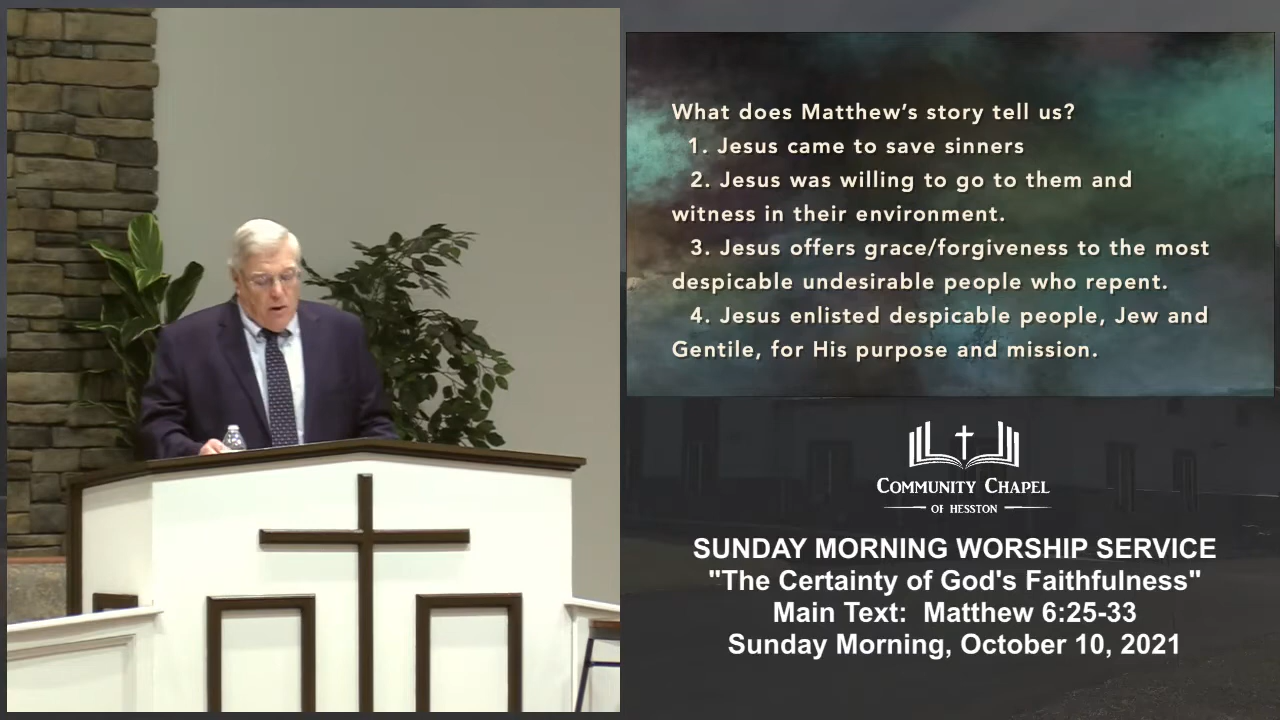 What does Matthew's story tell us?
1. Jesus came to save sinners
2. Jesus was willing to go to them and
witness in their environment.
3. Jesus offers grace/forgiveness to the most
despicable undesirable people who repent.
4. Jesus enlisted despicable people, Jew and
Gentile, for His purpose and mission.
COMMUNITY CHAPEL
OF HESSTON
SUNDAY MORNING WORSHIP SERVICE
"The Certainty of God's Faithfulness"
Main Text: Matthew 6:25-33
Sunday Morning, October 10, 2021